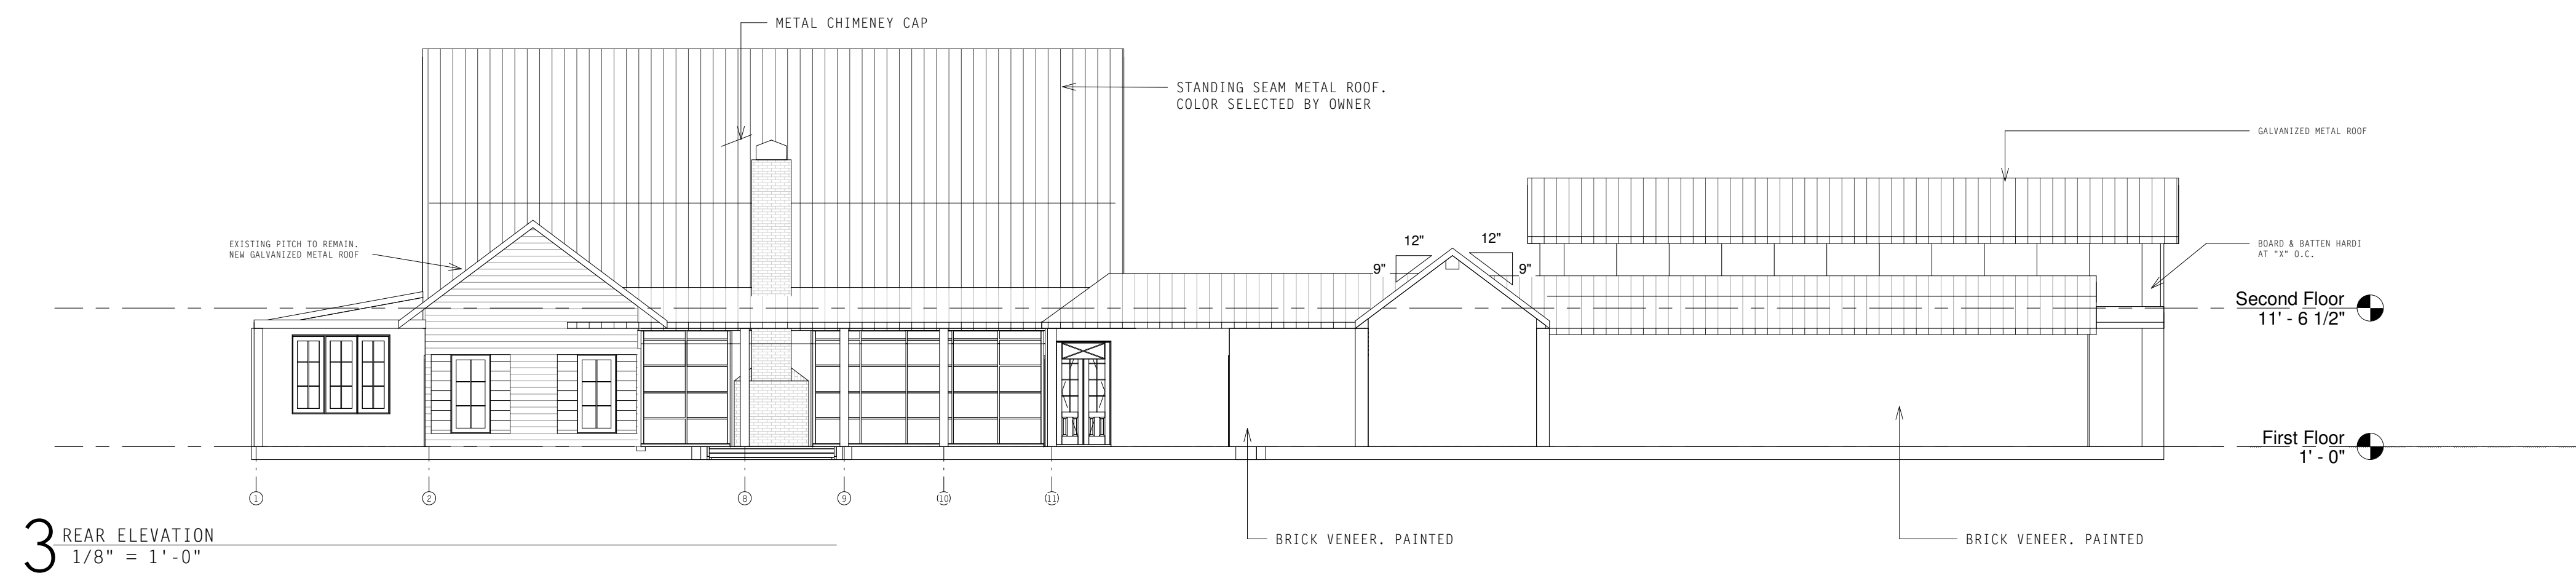 METAL CHIMENEY CAP
STANDING SEAM METAL ROOF.
COLOR SELECTED BY OWNER
GALVANIZED METAL ROOF
EXISTING PITCH TO REMAIN.
NEW GALVANIZED METAL ROOF
12"
12"
9"
9"
BOARD & BATTEN HARDI
AT "X" O.C.
Second Floor
11' - 6 1/2"
First Floor
1' - 0"
1
2
8
9
10
11
3
REAR ELEVATION
1/8" = 1'-0"
BRICK VENEER. PAINTED
BRICK VENEER. PAINTED